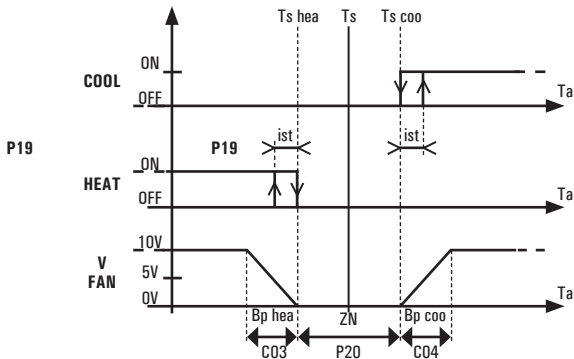 Ts hea Ts Ts coo
ON
COOL
OFF Ta
P19 P19 ist ist
ON
HEAT
OFF Ta
10V
V
FAN
5V
0V Ta
Bp hea ZN Bp coo
C03 P20 C04